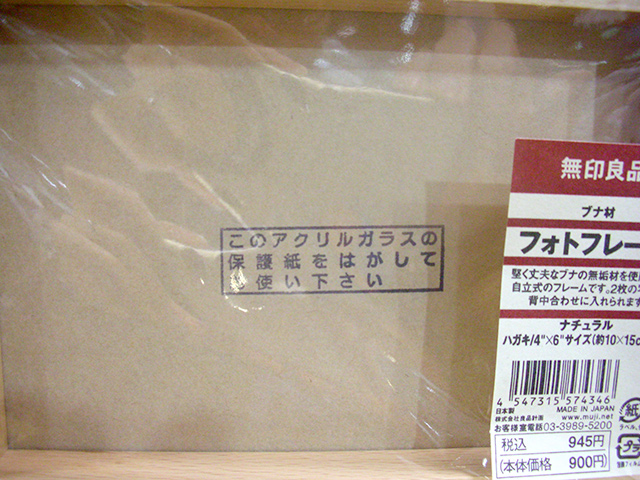 このアクリルガラスの
保護紙をはがして
お使い下さい
無印良品
ブナ材
フォトフレー
堅く丈夫なブナの無垢材を使
自立式のフレームです。2枚の
背中合わせに入れられます
ナチュラル
ハガキ/4"×6"サイズ(約10×15c
4 547315 574346
日本製 MADE IN JAPAN
株式会社良品計画 www.muji.net
お客様室電話03-3989-5200
税込 945円
(本体価格 900円)
紙
ラベル
プラ